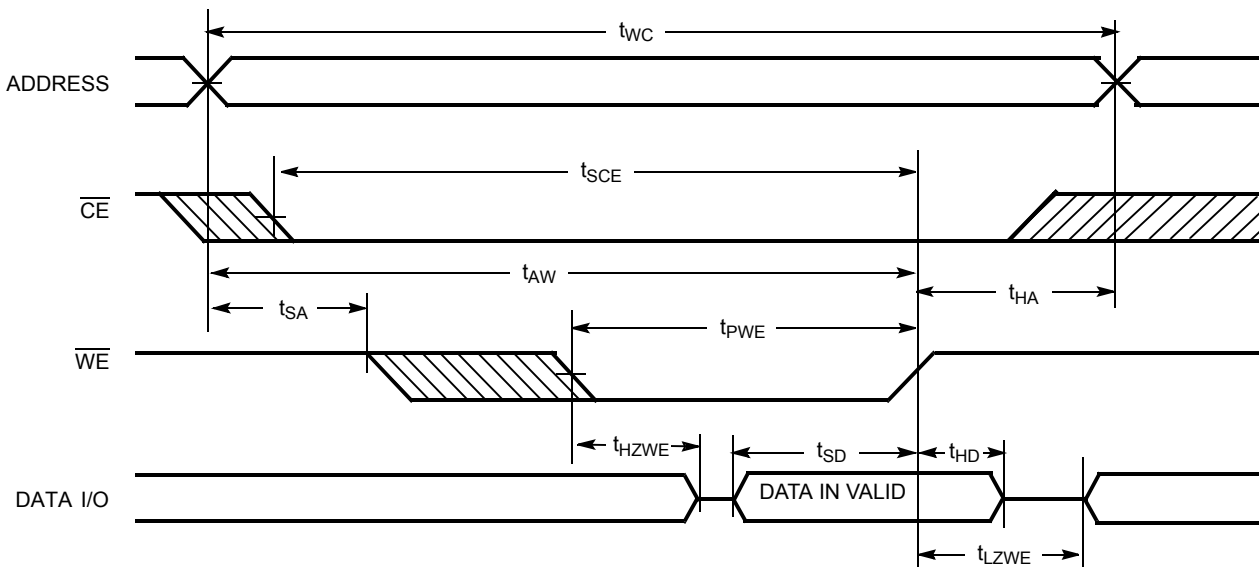 tWC
ADDRESS
tSCE
CE
tAW
tSA
tHA
tPWE
WE
tHZWE
tSD
tHD
DATA I/O
DATA IN VALID
tLZWE